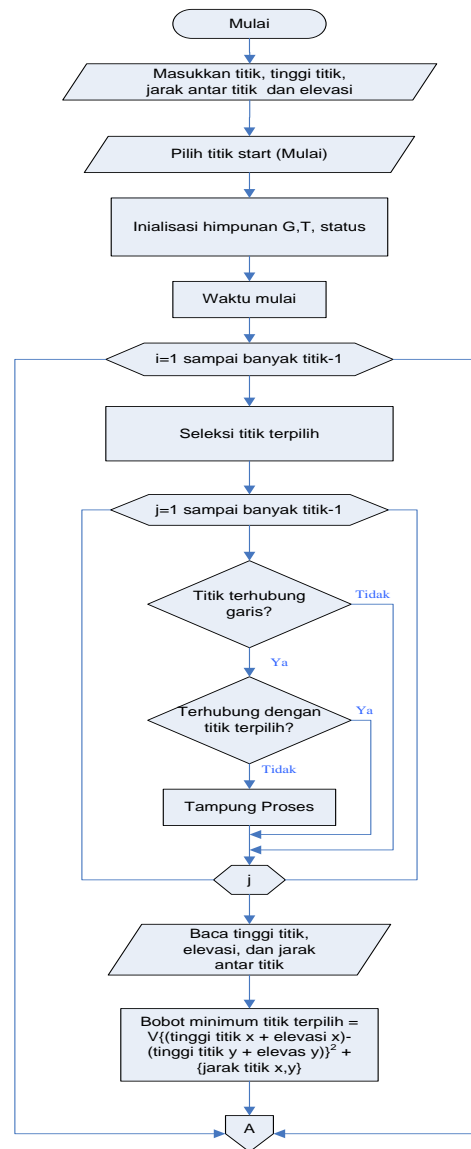 Mulai
Masukkan titik, tinggi titik,
jarak antar titik dan elevasi
Pilih titik start (Mulai)
Inialisasi himpunan G,T, status
Waktu mulai
i=1 sampai banyak titik-1
Seleksi titik terpilih
j=1 sampai banyak titik-1
Titik terhubung
garis?
Tidak
Ya
Terhubung dengan
titik terpilih?
Ya
Tidak
Tampung Proses
j
Baca tinggi titik,
elevasi, dan jarak
antar titik
Bobot minimum titik terpilih =
V{(tinggi titik x + elevasi x)-
(tinggi titik y + elevas y)}² +
{jarak titik x,y}
A